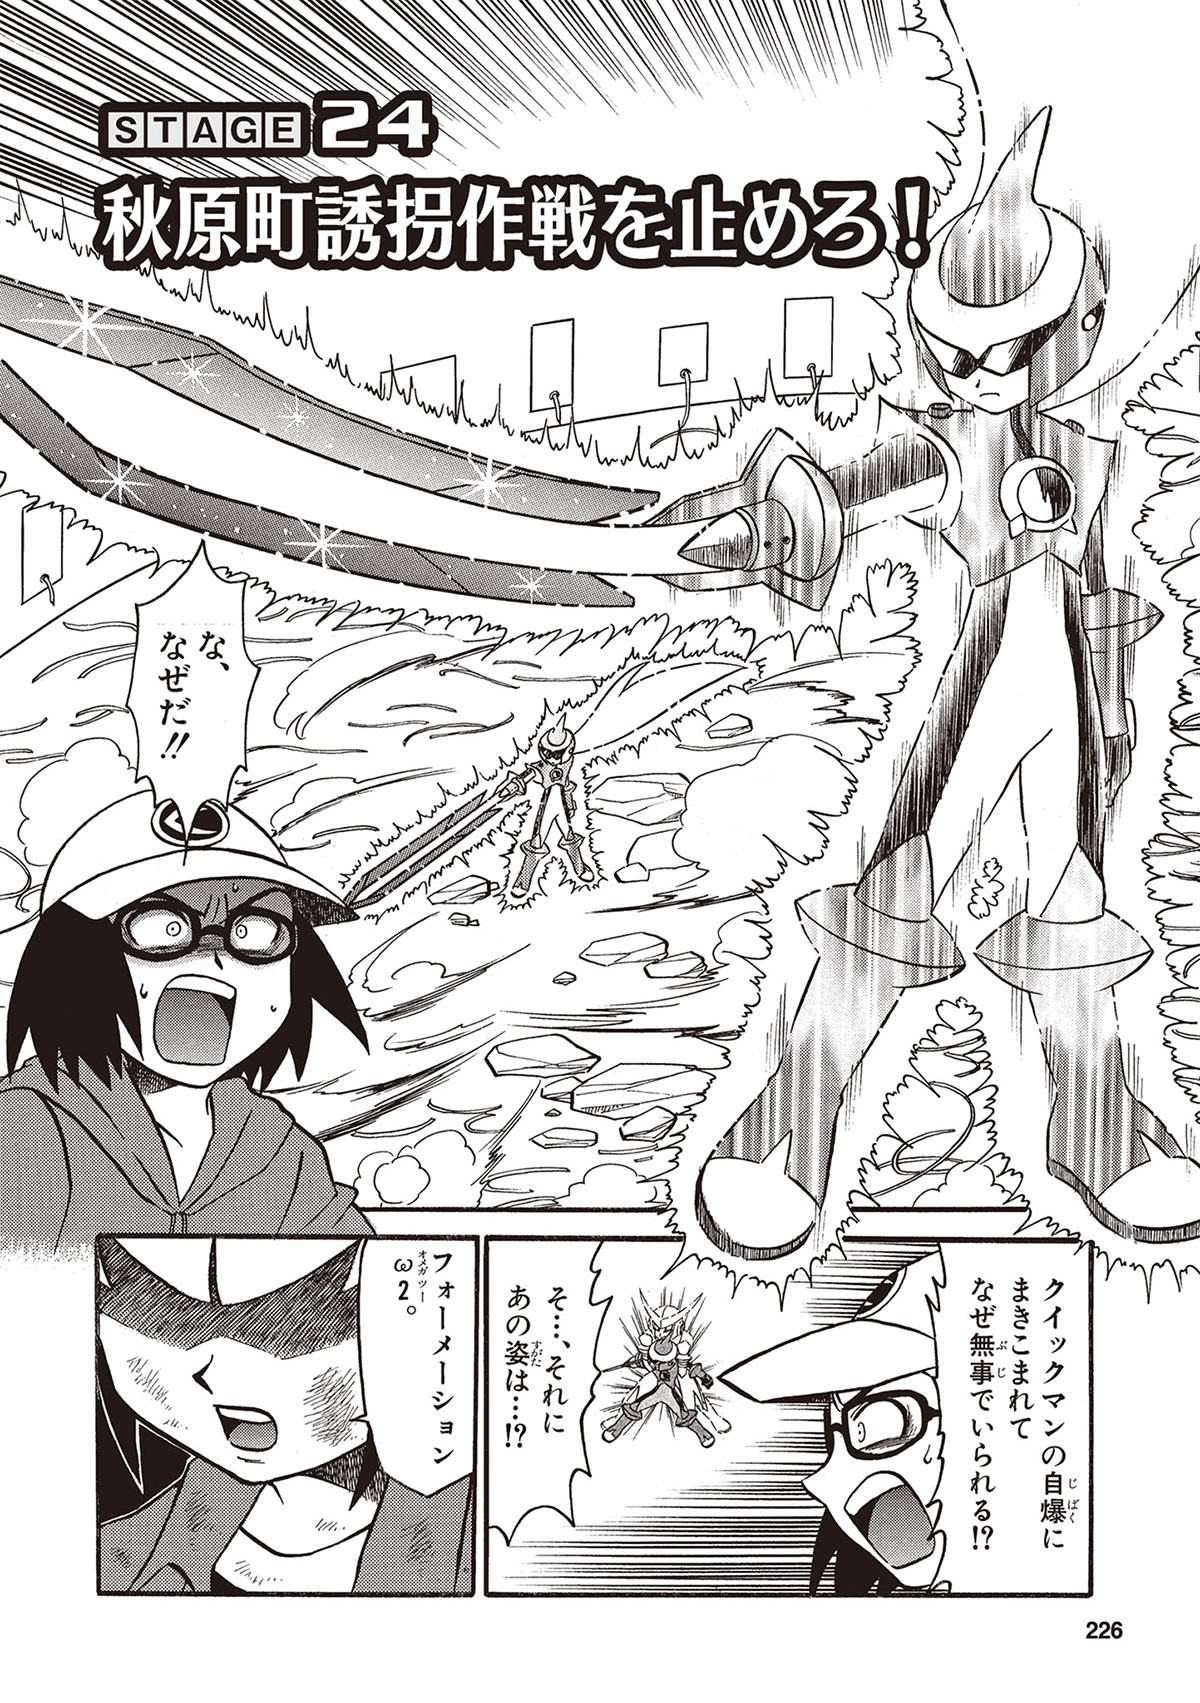 STAGE 24
秋原町誘拐作戦を止めろ!
な、
なぜだ!!
クイックマンの自爆に
まきこまれて
なぜ無事でいられる!?
そ…、それに
あの姿は…!?
フォーメーション
ω2。
226